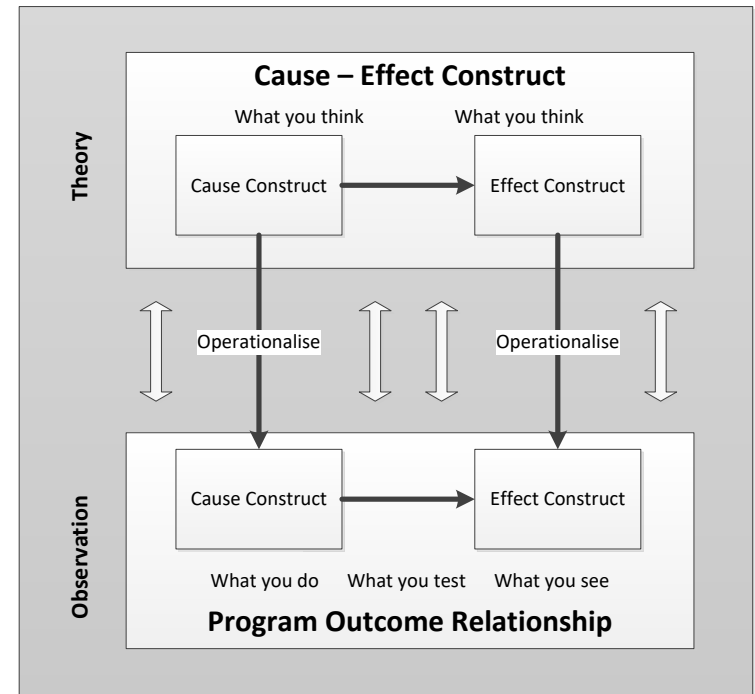 Cause – Effect Construct
What you think
What you think
Theory
Cause Construct
Effect Construct
Operationalise
Operationalise
Cause Construct
Effect Construct
Observation
What you do
What you test
What you see
Program Outcome Relationship